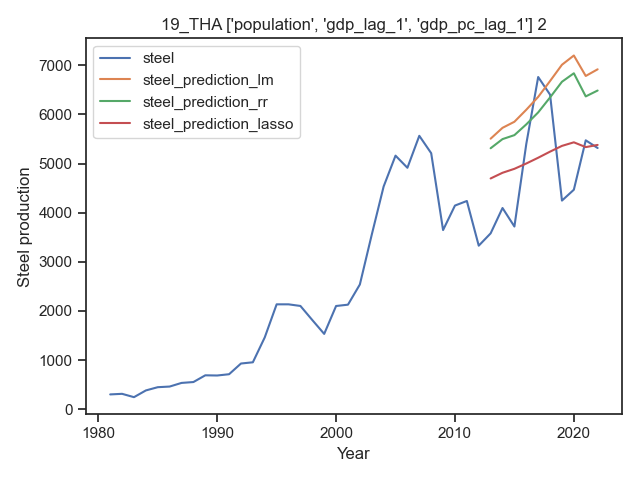 19_THA ['population', 'gdp_lag_1', 'gdp_pc_lag_1'] 2
steel
steel_prediction_lm
steel_prediction_rr
steel_prediction_lasso
Steel production
7000
6000
5000
4000
3000
2000
1000
0
1980
1990
2000
2010
2020
Year